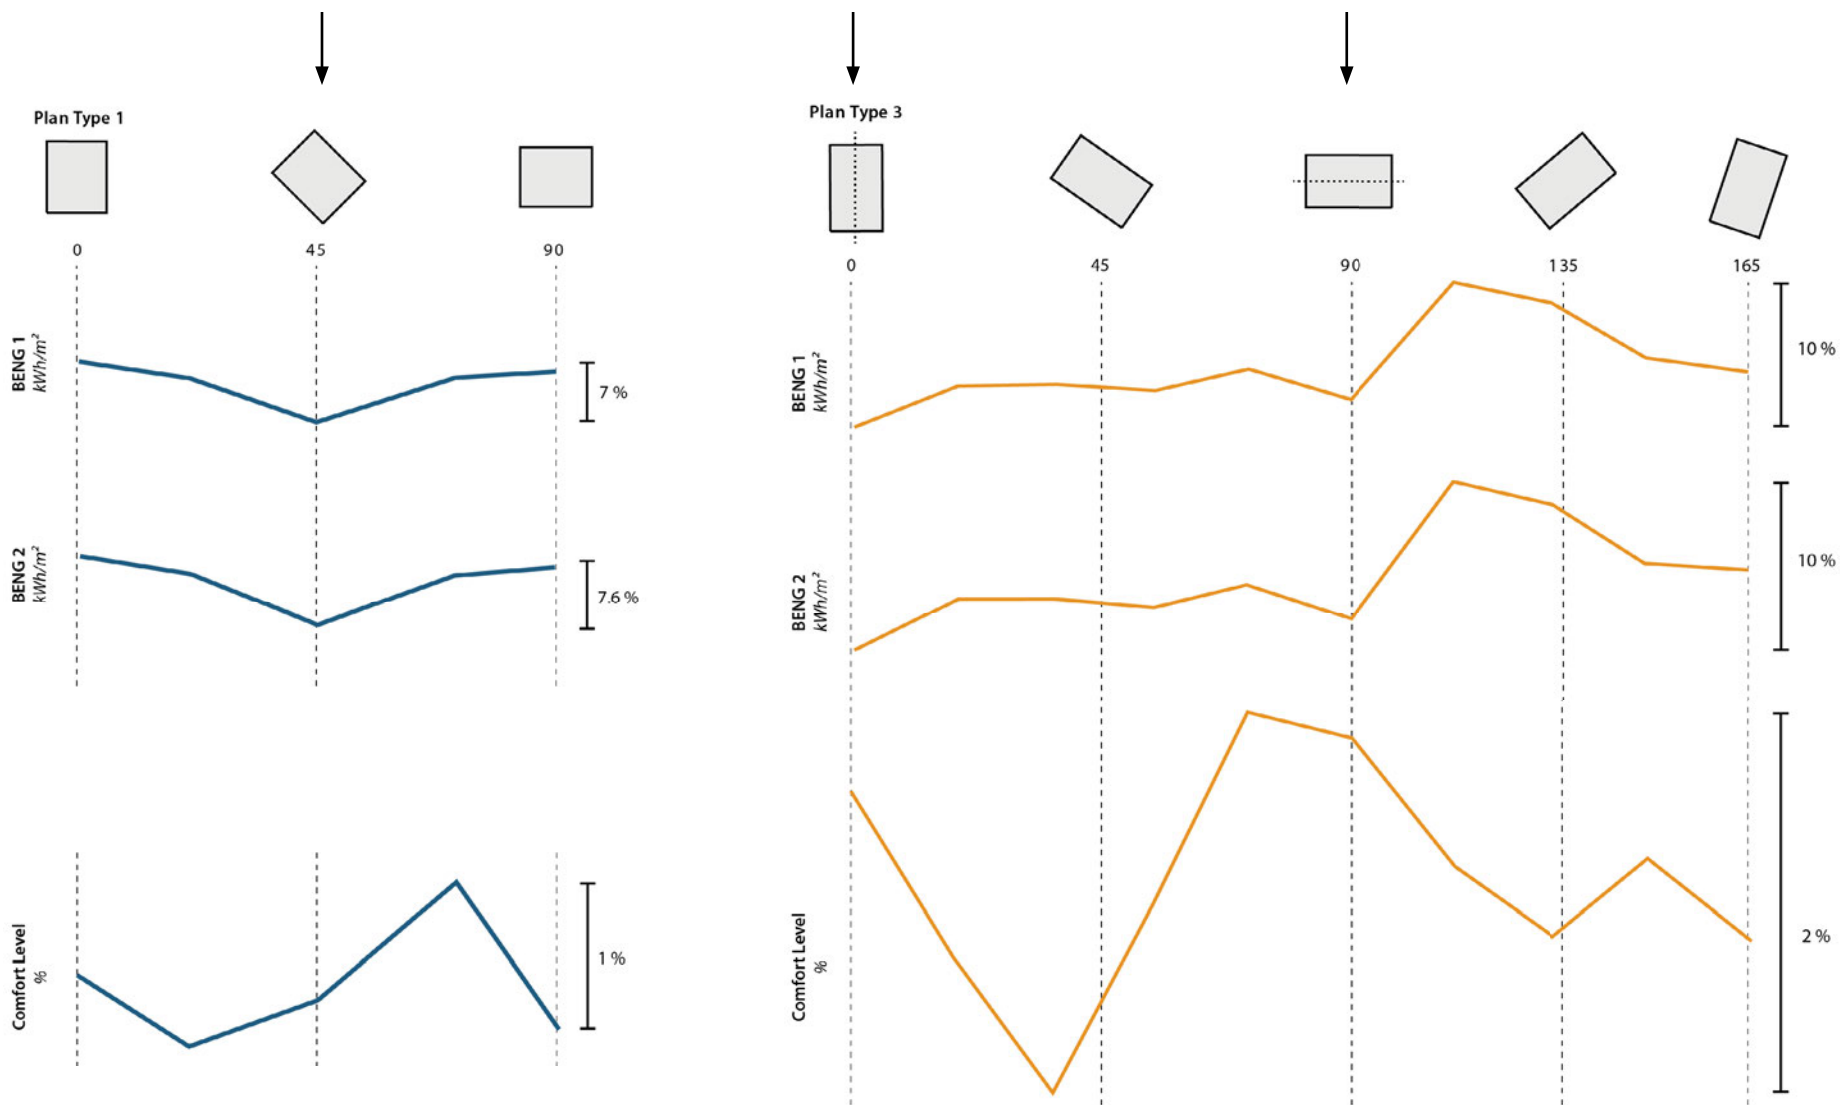 Plan Type 1
0
45
90
BENG 1
kWh/m²
7 %
BENG 2
kWh/m²
7.6 %
Comfort Level
%
1 %
Plan Type 3
0
45
90
135
165
BENG 1
kWh/m²
10 %
BENG 2
kWh/m²
10 %
Comfort Level
%
2 %